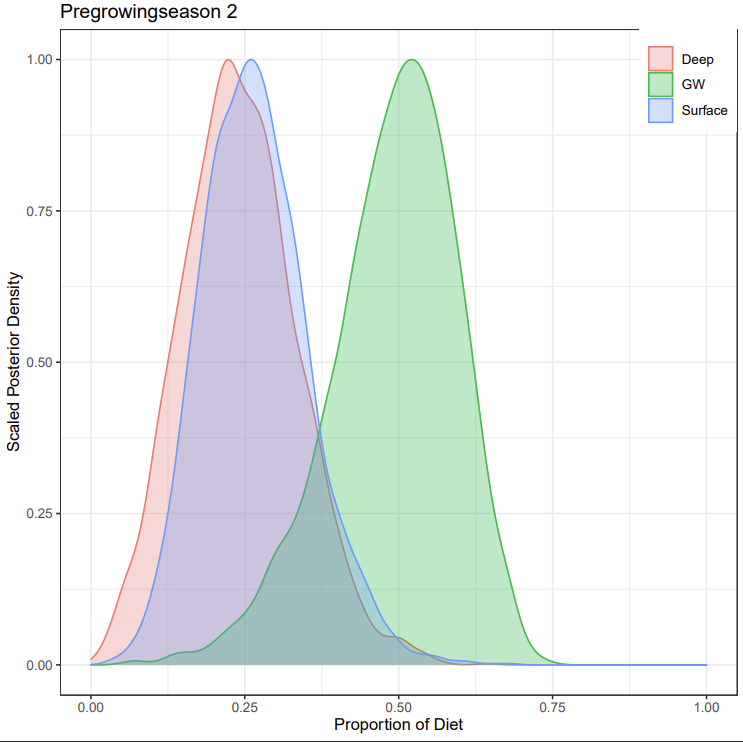 Pregrowingseason 2
Deep
GW
Surface
1.00
0.75
0.50
0.25
0.00
Scaled Posterior Density
0.00 0.25 0.50 0.75 1.00
Proportion of Diet